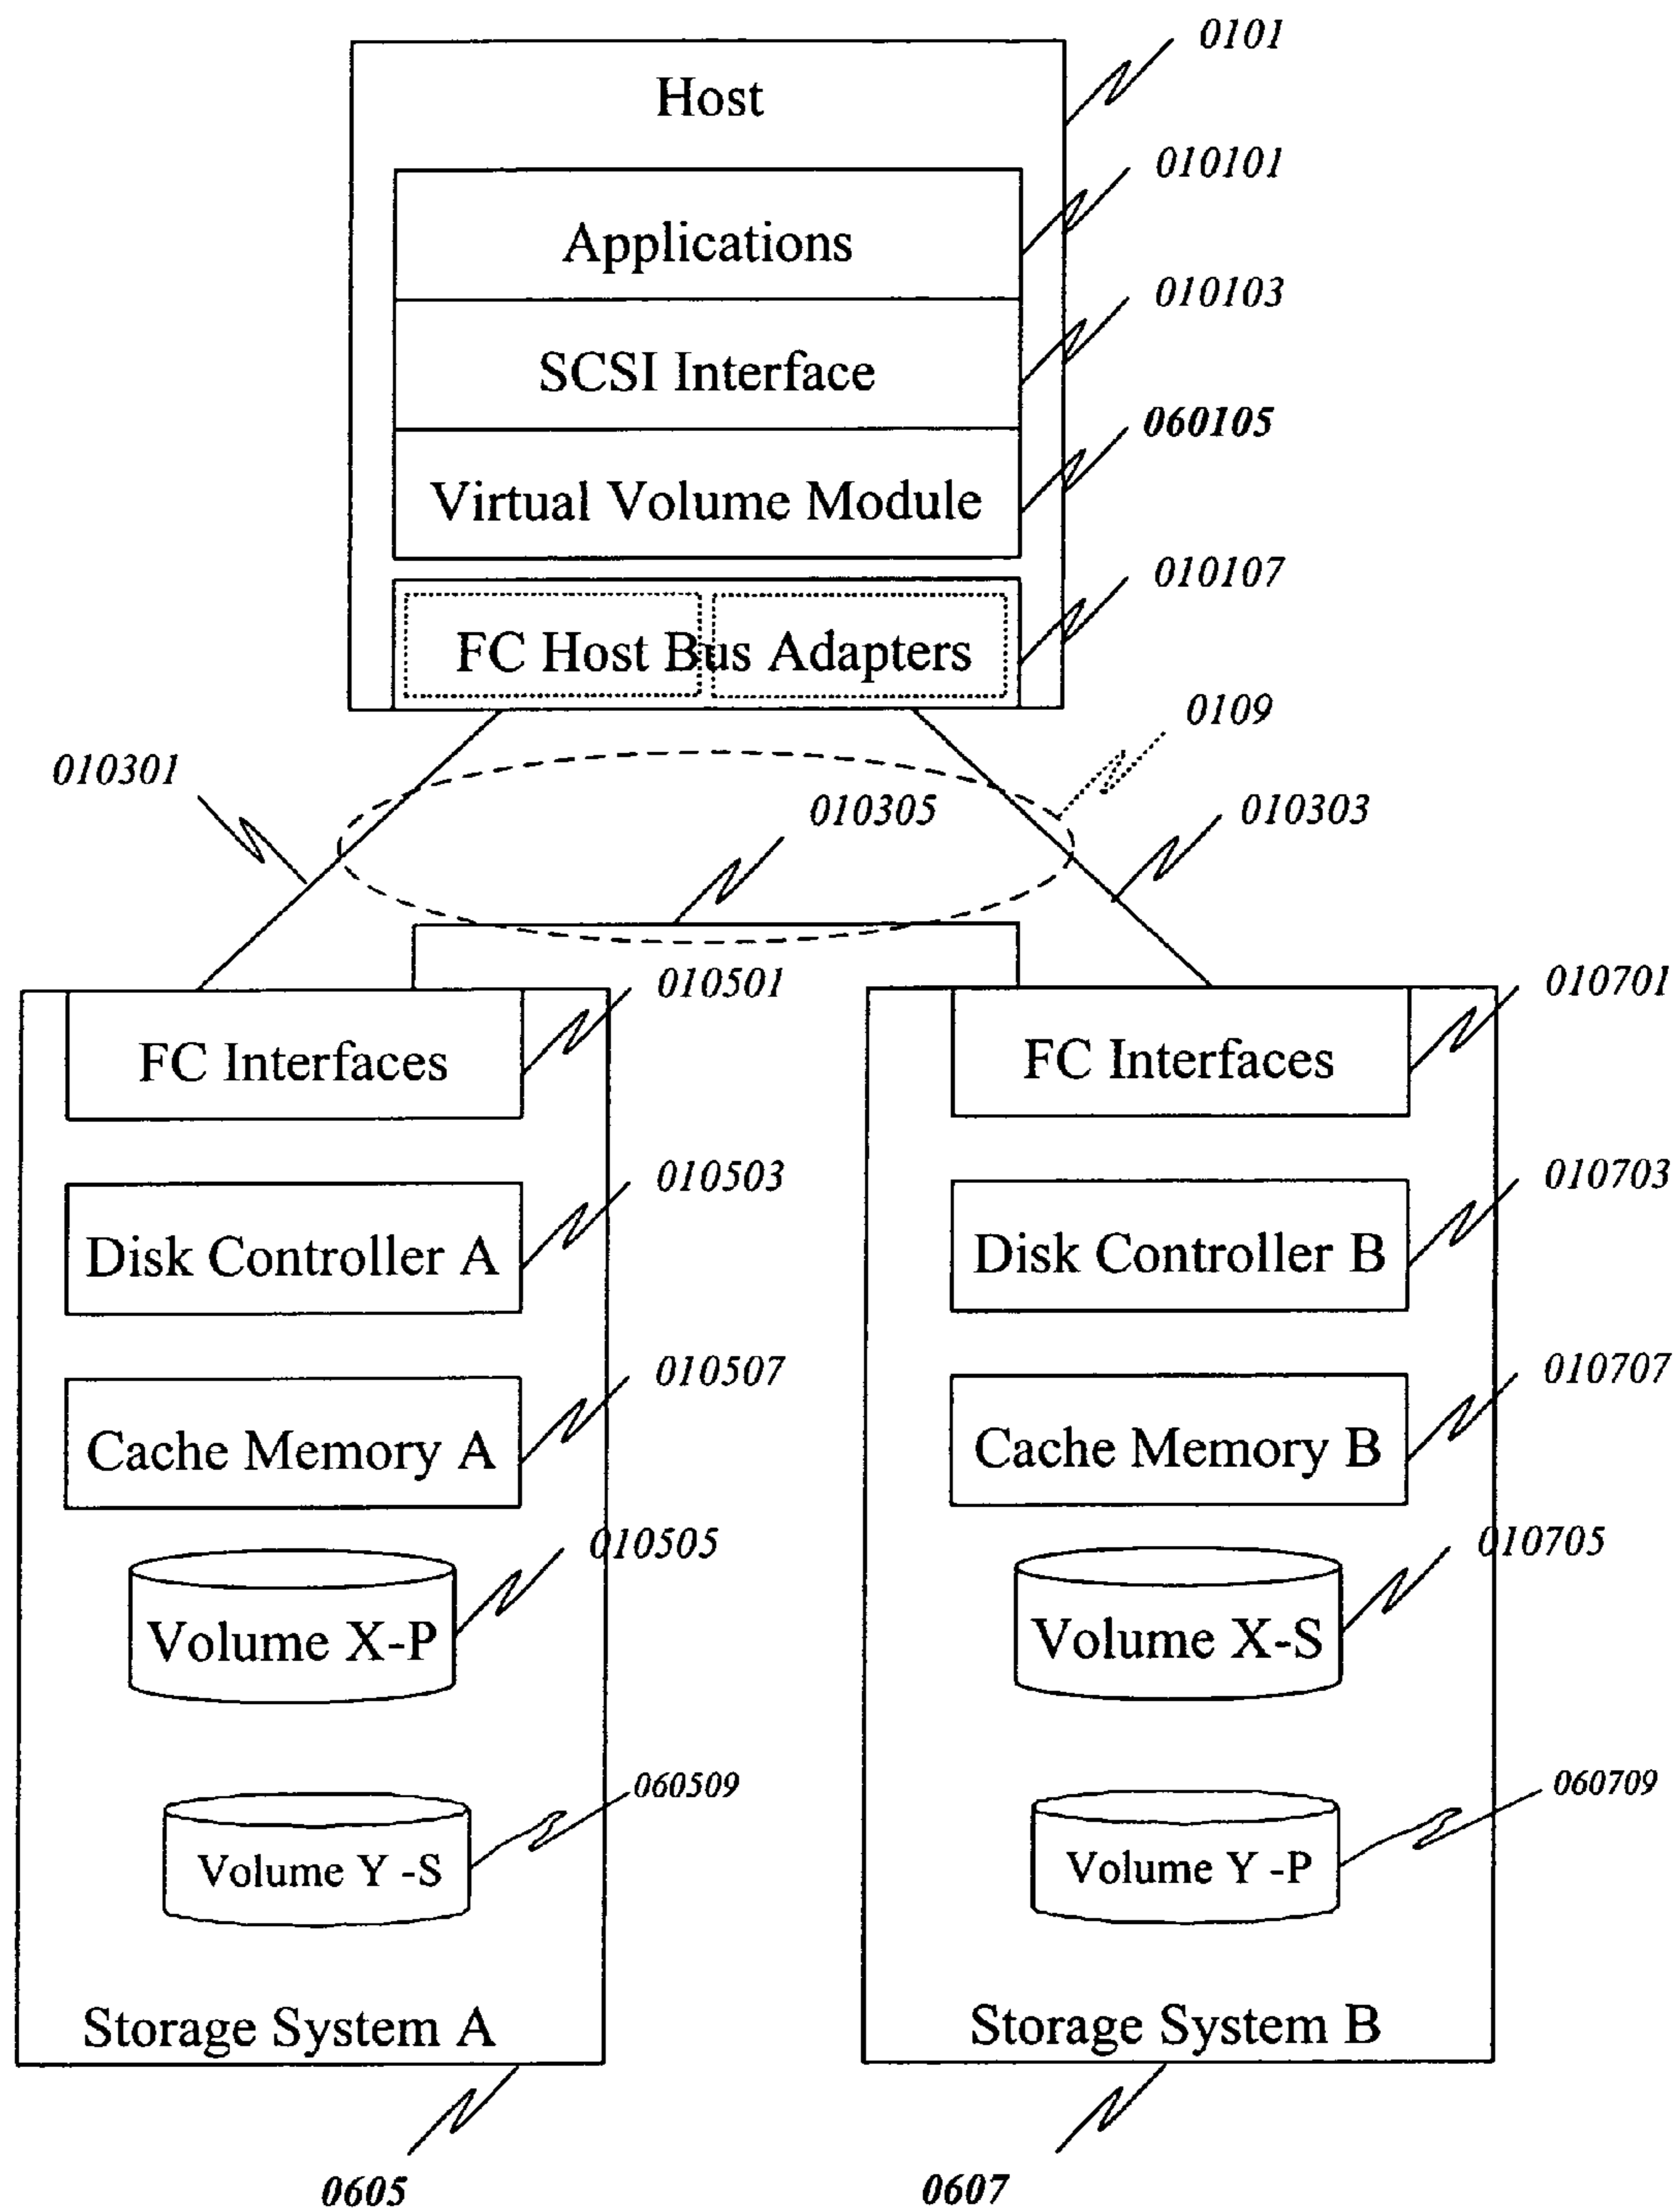 0101
Host
010101
Applications
010103
SCSI Interface
060105
Virtual Volume Module
010107
FC Host Bus Adapters
0109
010301
010305
010303
010501
FC Interfaces
010503
Disk Controller A
010507
Cache Memory A
010505
Volume X-P
060509
Volume Y -S
Storage System A
0605
010701
FC Interfaces
010703
Disk Controller B
010707
Cache Memory B
010705
Volume X-S
060709
Volume Y -P
Storage System B
0607